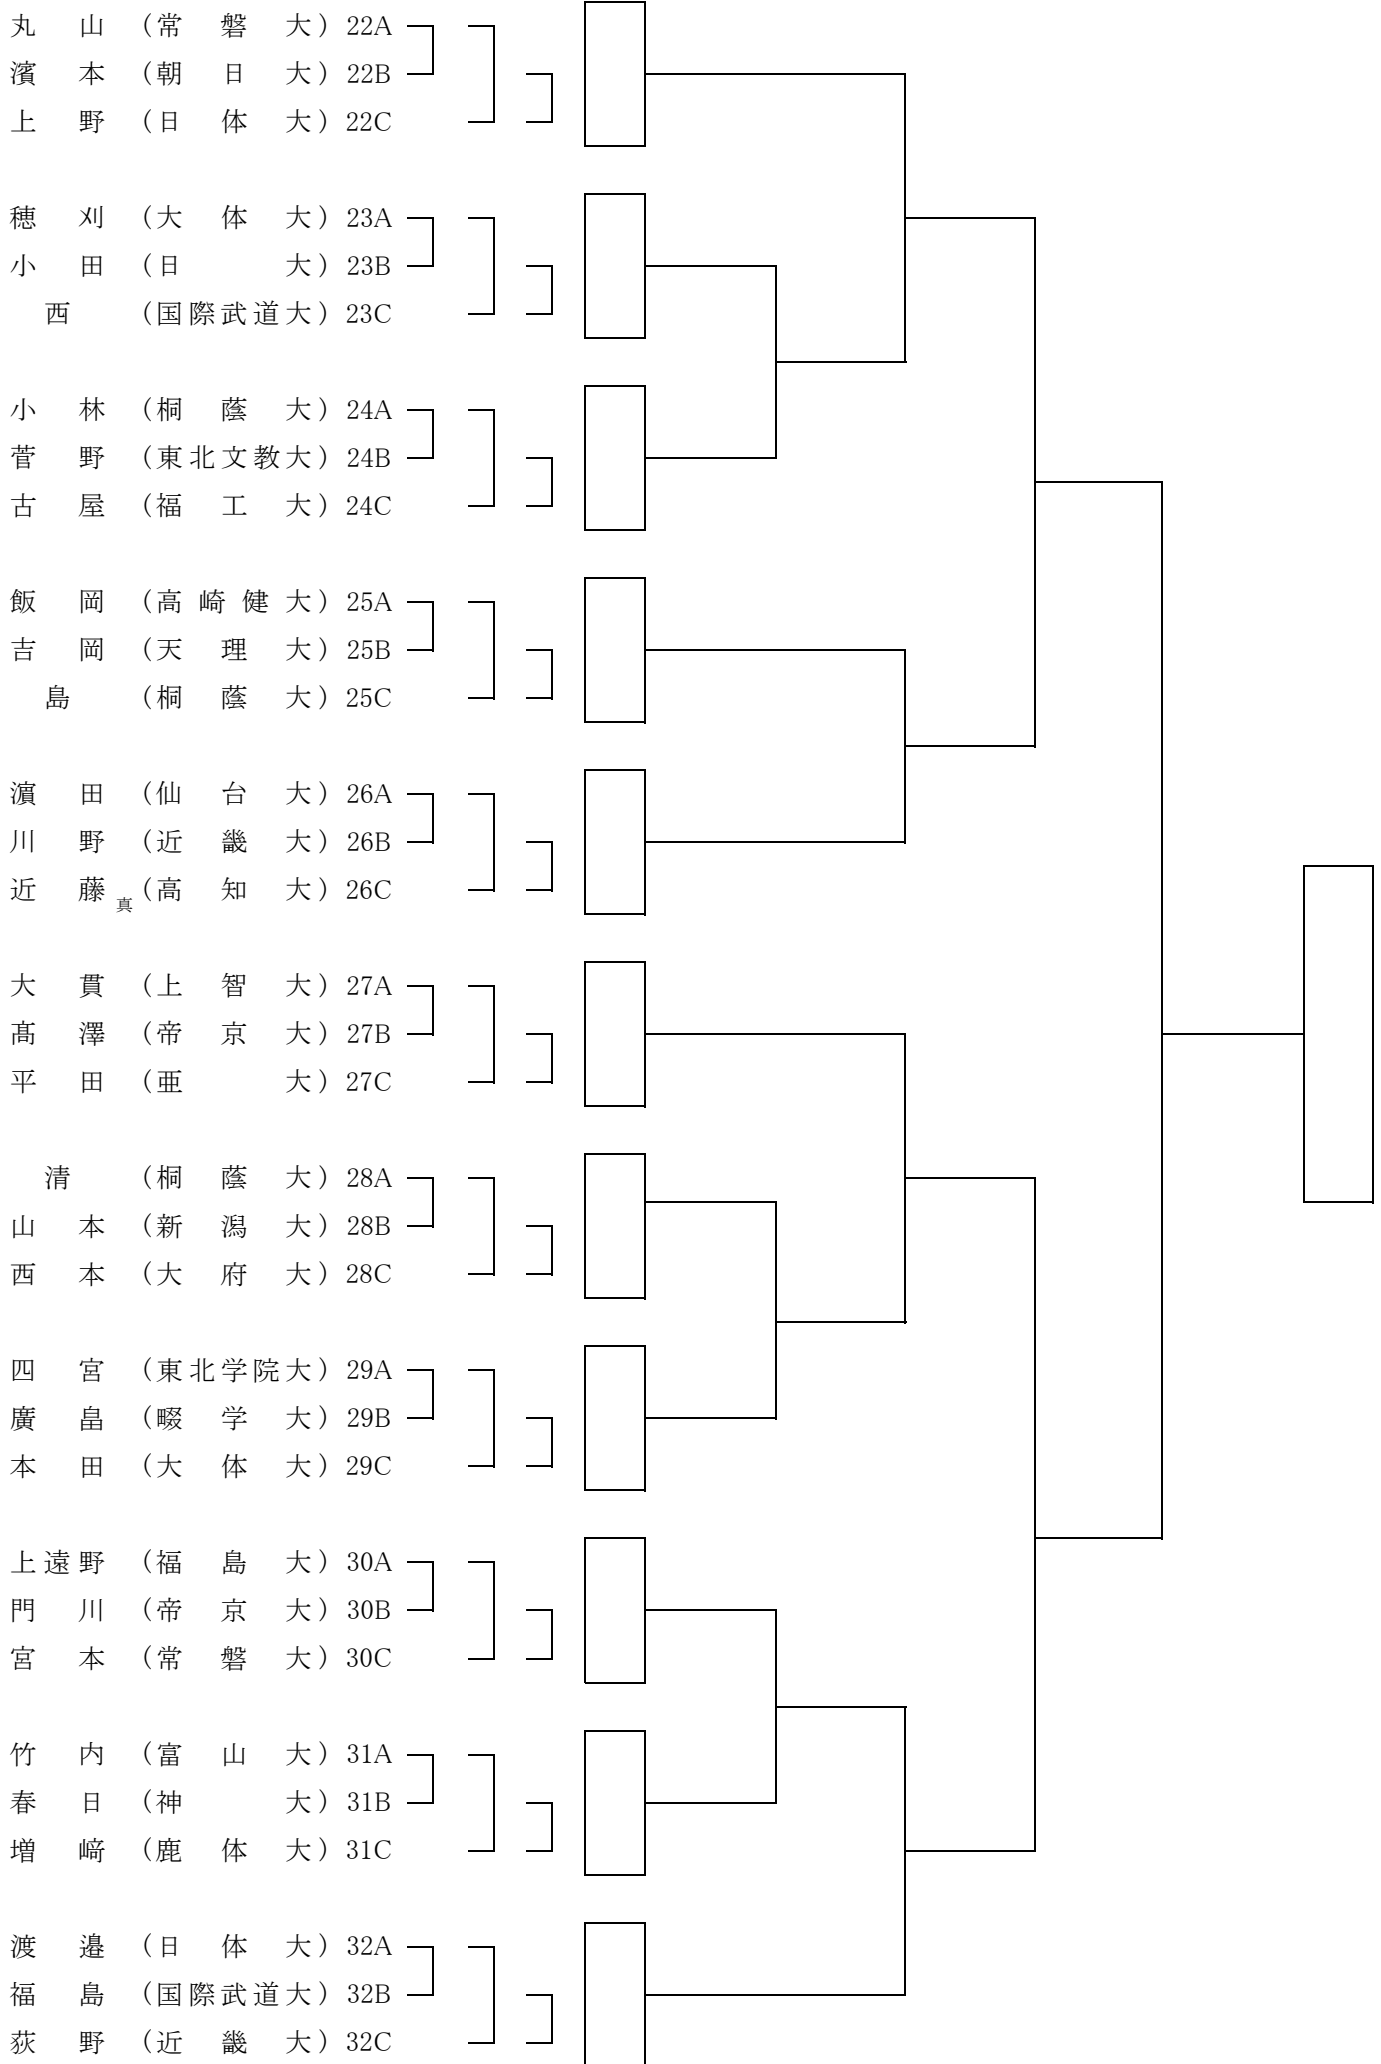 丸山（常磐大）22A
濱本（朝日大）22B
上野（日体大）22C
穂刈（大体大）23A
小田（日大）23B
西（国際武道大）23C
小林（桐蔭大）24A
菅野（東北文教大）24B
古屋（福工大）24C
飯岡（高崎健大）25A
吉岡（天理大）25B
島（桐蔭大）25C
濵田（仙台大）26A
川野（近畿大）26B
近藤真（高知大）26C
大貫（上智大）27A
髙澤（帝京大）27B
平田（亜大）27C
清（桐蔭大）28A
山本（新潟大）28B
西本（大府大）28C
四宮（東北学院大）29A
廣畠（畷学大）29B
本田（大体大）29C
上遠野（福島大）30A
門川（帝京大）30B
宮本（常磐大）30C
竹内（富山大）31A
春日（神大）31B
増﨑（鹿体大）31C
渡邉（日体大）32A
福島（国際武道大）32B
荻野（近畿大）32C